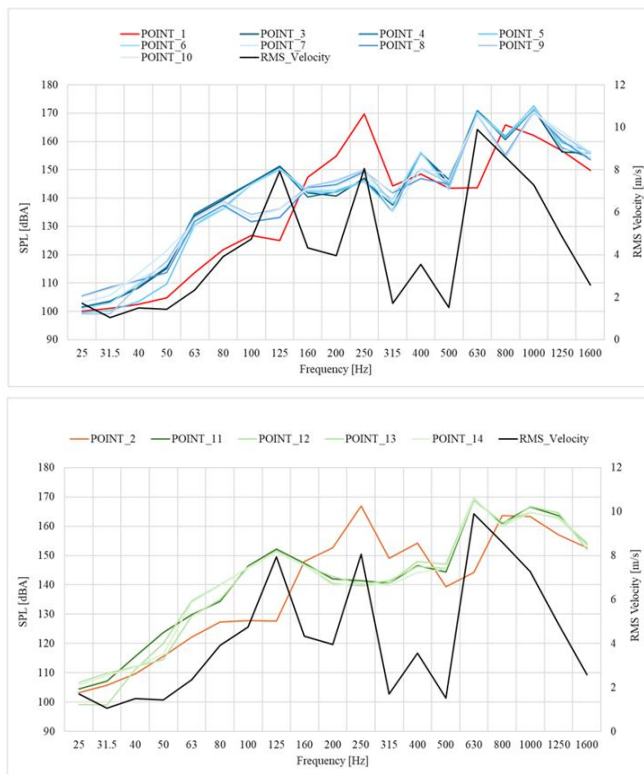 POINT_1 POINT_3 POINT_4 POINT_5
POINT_6 POINT_7 POINT_8 POINT_9
POINT_10 RMS_Velocity
180 12
170
160 10
150 8
140
130 6
120 4
110 2
100
90 0
SPL [dBA]
RMS Velocity [m/s]
25 31.5 40 50 63 80 100 125 160 200 250 315 400 500 630 800 1000 1250 1600
Frequency [Hz]
POINT_2 POINT_11 POINT_12 POINT_13 POINT_14 RMS_Velocity
180 12
170
160 10
150 8
140
130 6
120 4
110 2
100
90 0
SPL [dBA]
RMS Velocity [m/s]
25 31.5 40 50 63 80 100 125 160 200 250 315 400 500 630 800 1000 1250 1600
Frequency [Hz]